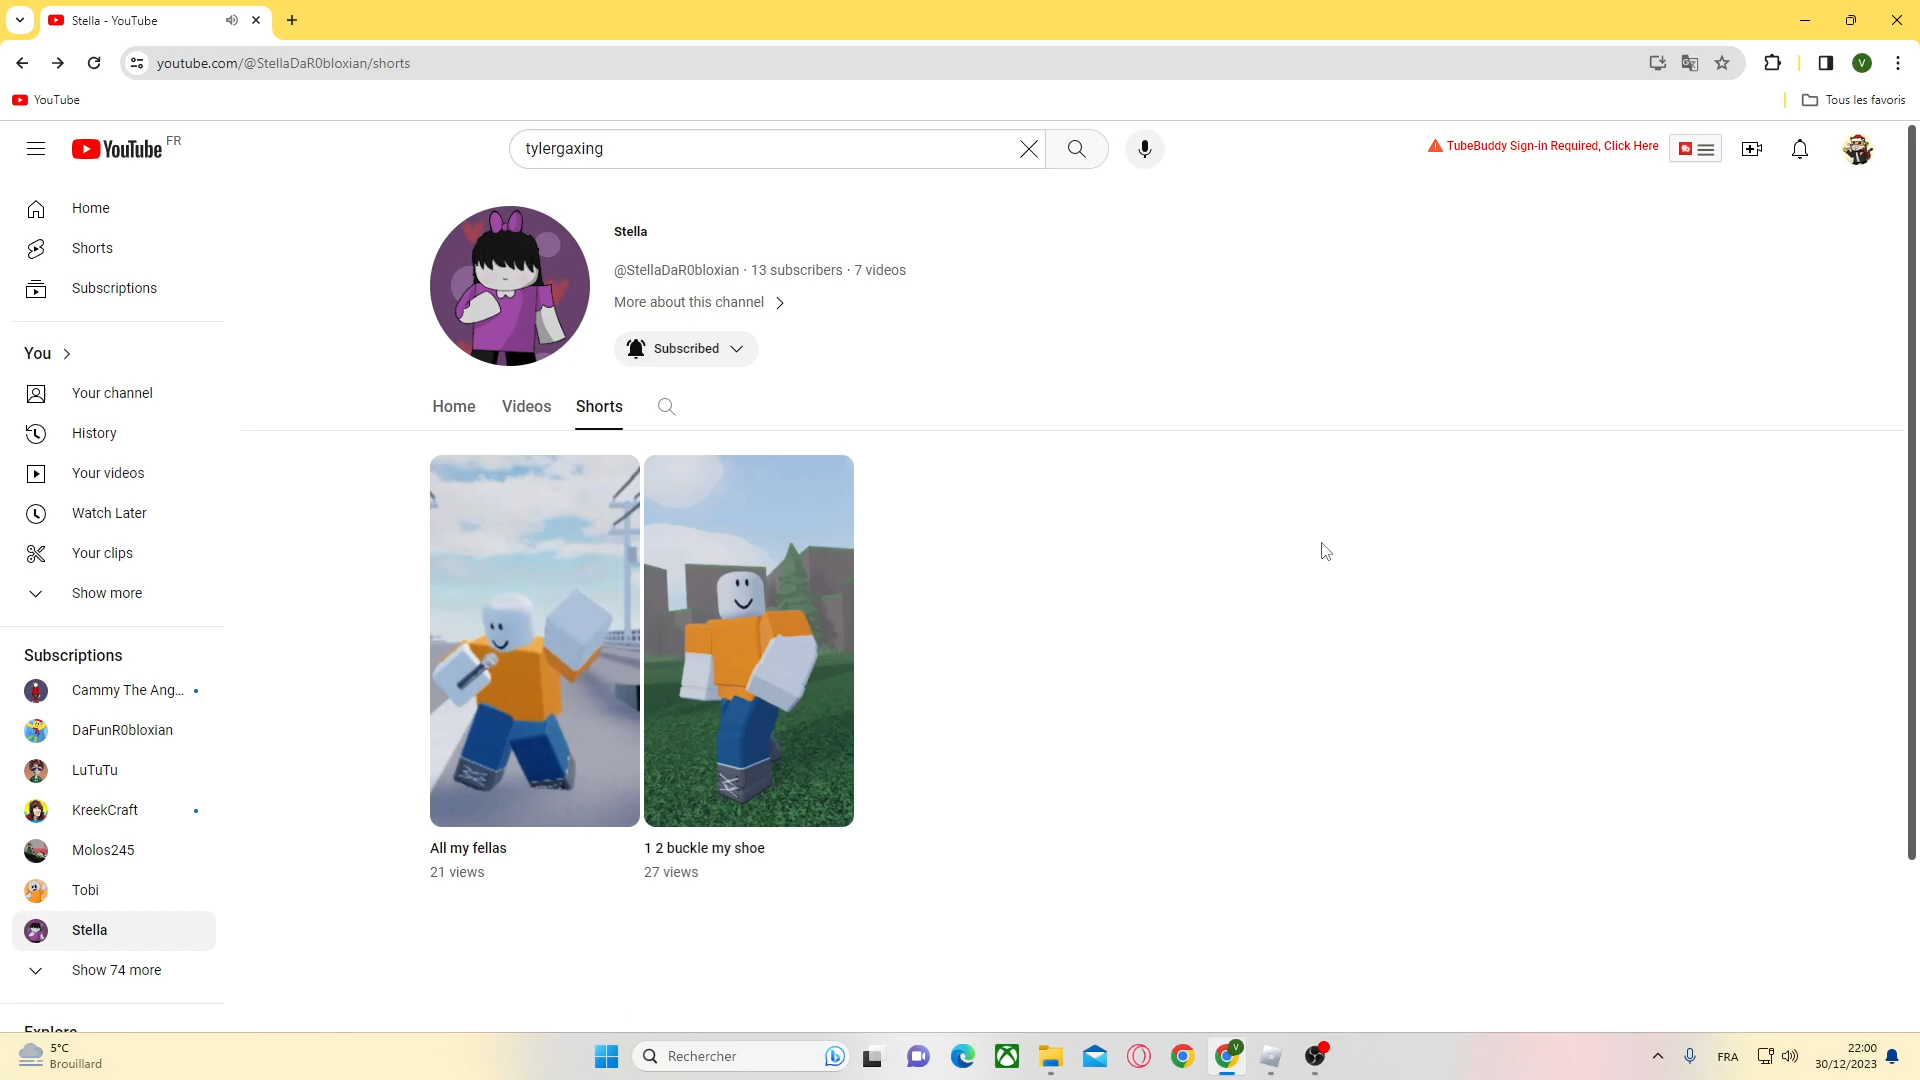 Stella - YouTube
youtube.com/@StellaDaR0bloxian/shorts
YouTube
Tous les favoris
YouTube FR
tylergaxing
TubeBuddy Sign-in Required, Click Here
Home
Shorts
Subscriptions
You
Your channel
History
Your videos
Watch Later
Your clips
Show more
Subscriptions
Cammy The Ang...
DaFunR0bloxian
LuTuTu
KreekCraft
Molos245
Tobi
Stella
Show 74 more
Explore
Stella
@StellaDaR0bloxian · 13 subscribers · 7 videos
More about this channel
Subscribed
Home Videos Shorts
All my fellas
21 views
1 2 buckle my shoe
27 views
5°C
Brouillard
Rechercher
V
V
FRA
22:00
30/12/2023